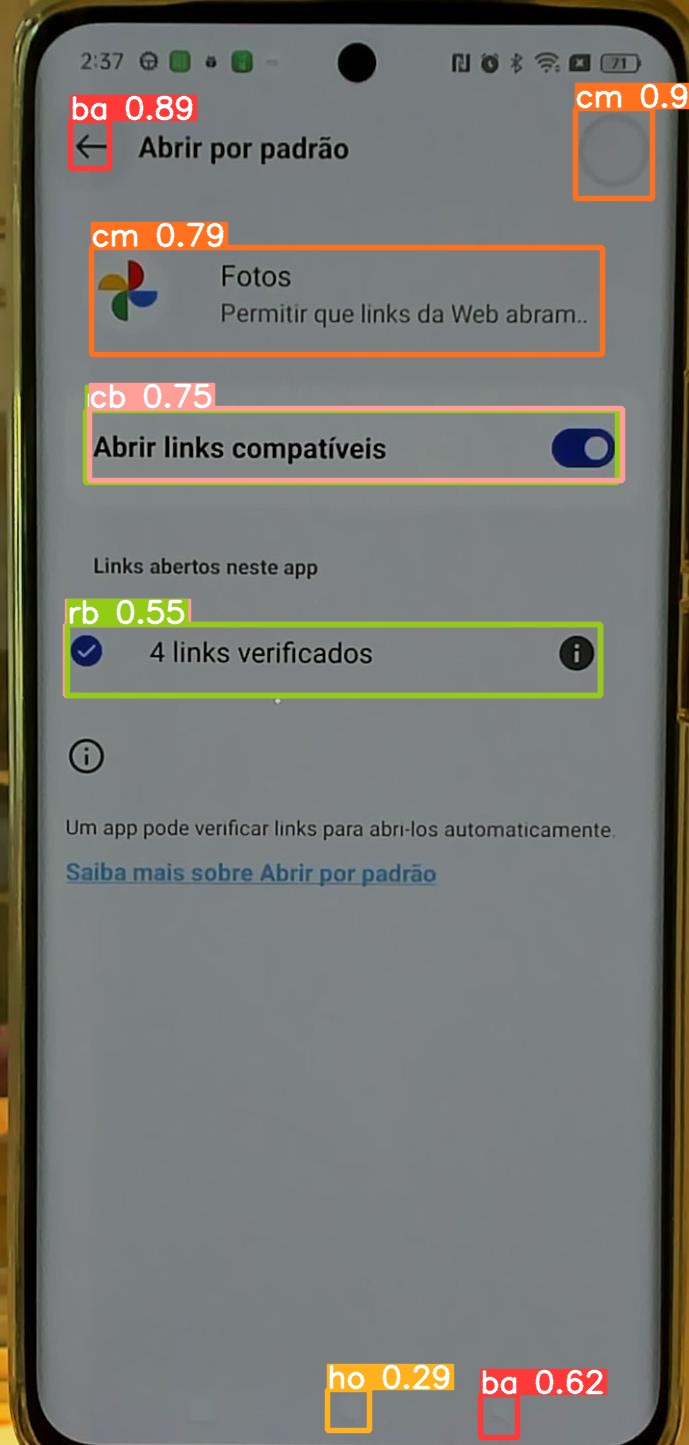 2:37
71
ba 0.89
cm 0.9
Abrir por padrão
cm 0.79
Fotos
Permitir que links da Web abram..
cb 0.75
Abrir links compatíveis
Links abertos neste app
rb 0.55
4 links verificados
Um app pode verificar links para abri-los automaticamente.
Saiba mais sobre Abrir por padrão
ho 0.29
ba 0.62